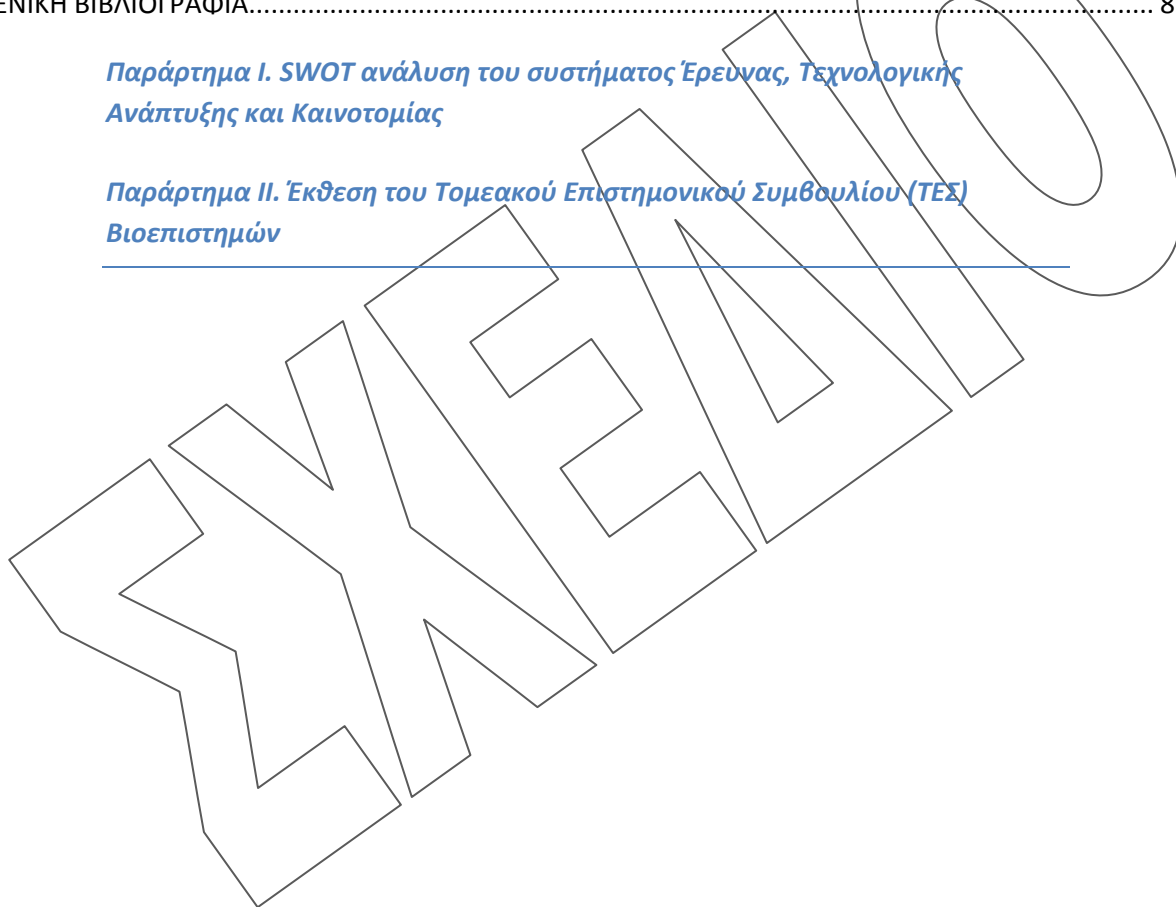 ΕΝΙΚΗ ΒΙΒΛΙΟΓΡΑΦΙΑ.................................................................................................................................. 8
Παράρτημα Ι. SWOT ανάλυση του συστήματος Έρευνας, Τεχνολογικής
Ανάπτυξης και Καινοτομίας
Παράρτημα ΙΙ. Έκθεση του Τομεακού Επιστημονικού Συμβουλίου (ΤΕΣ)
Βιοεπιστημών
ΣΧΕΔΙΟ